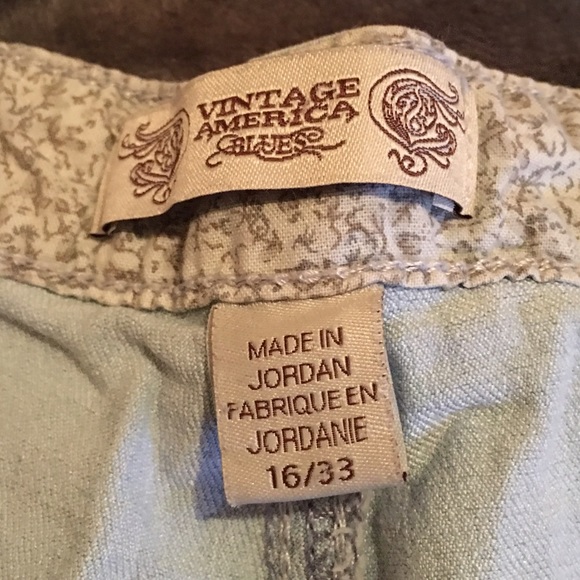 VINTAGE
AMERICA
BLUES
MADE IN
JORDAN
FABRIQUE EN
JORDANIE
16/33